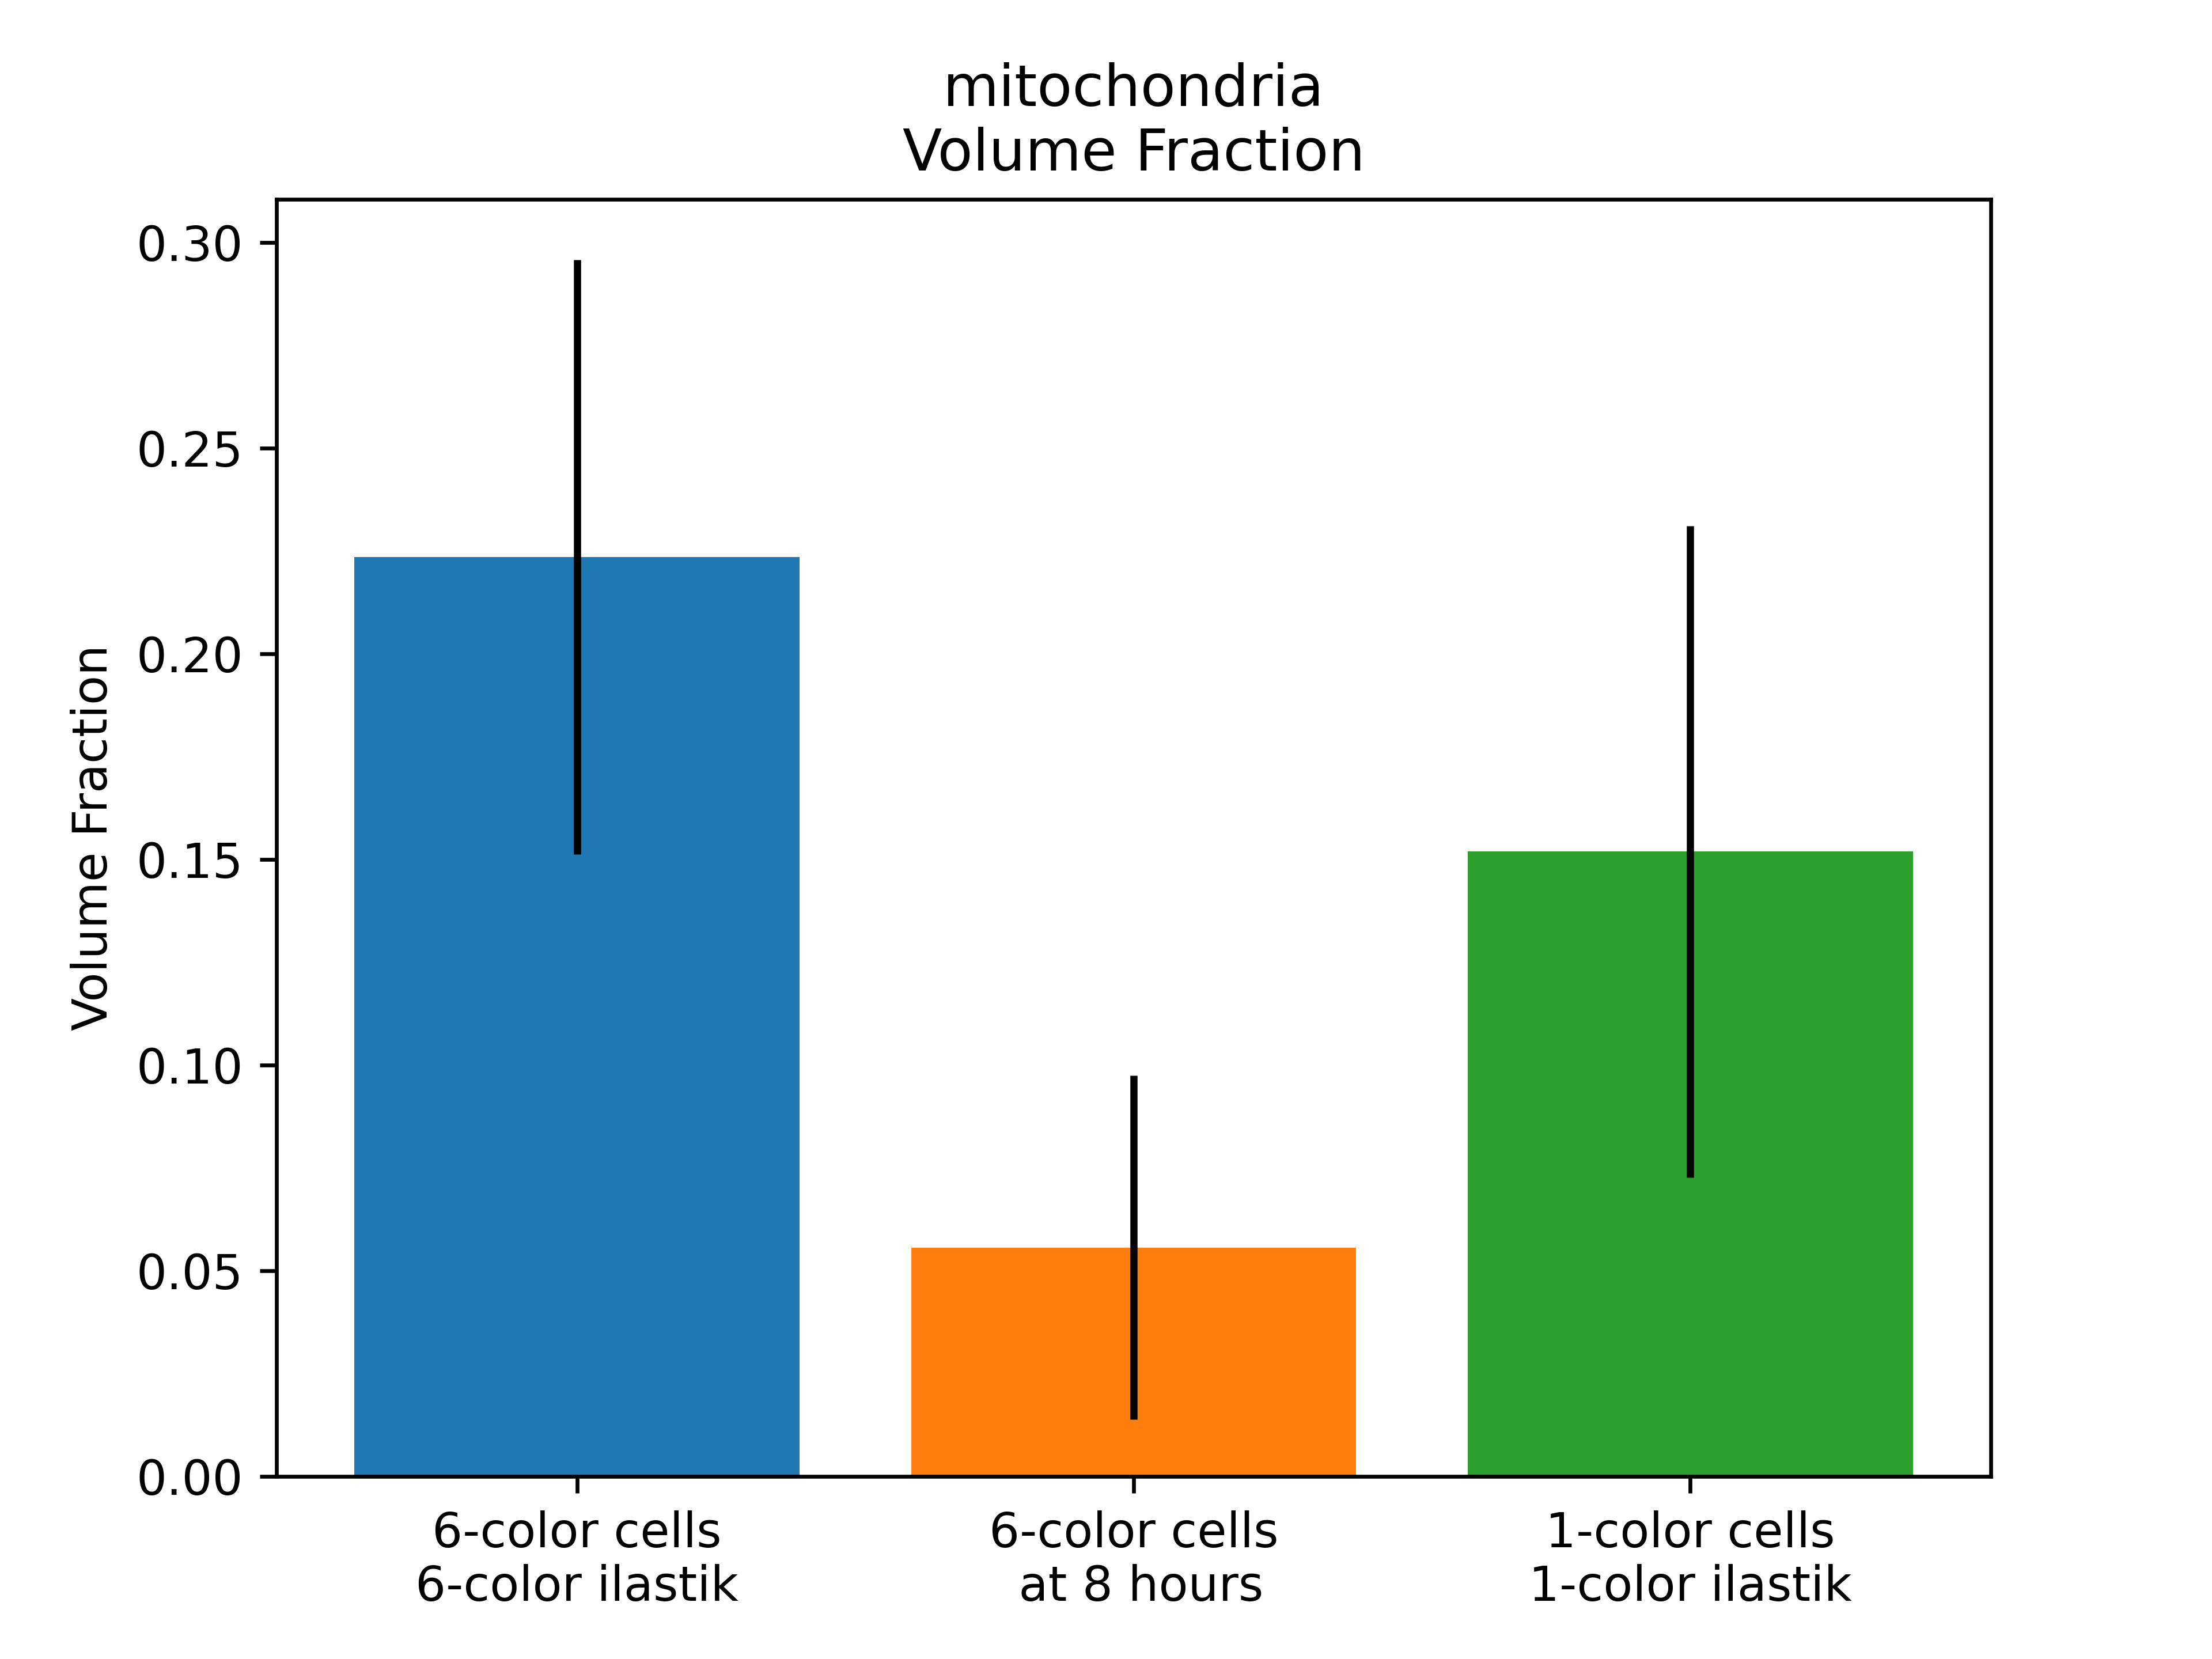 mitochondria
Volume Fraction
Volume Fraction
0.30
0.25
0.20
0.15
0.10
0.05
0.00
6-color cells
6-color ilastik
6-color cells
at 8 hours
1-color cells
1-color ilastik